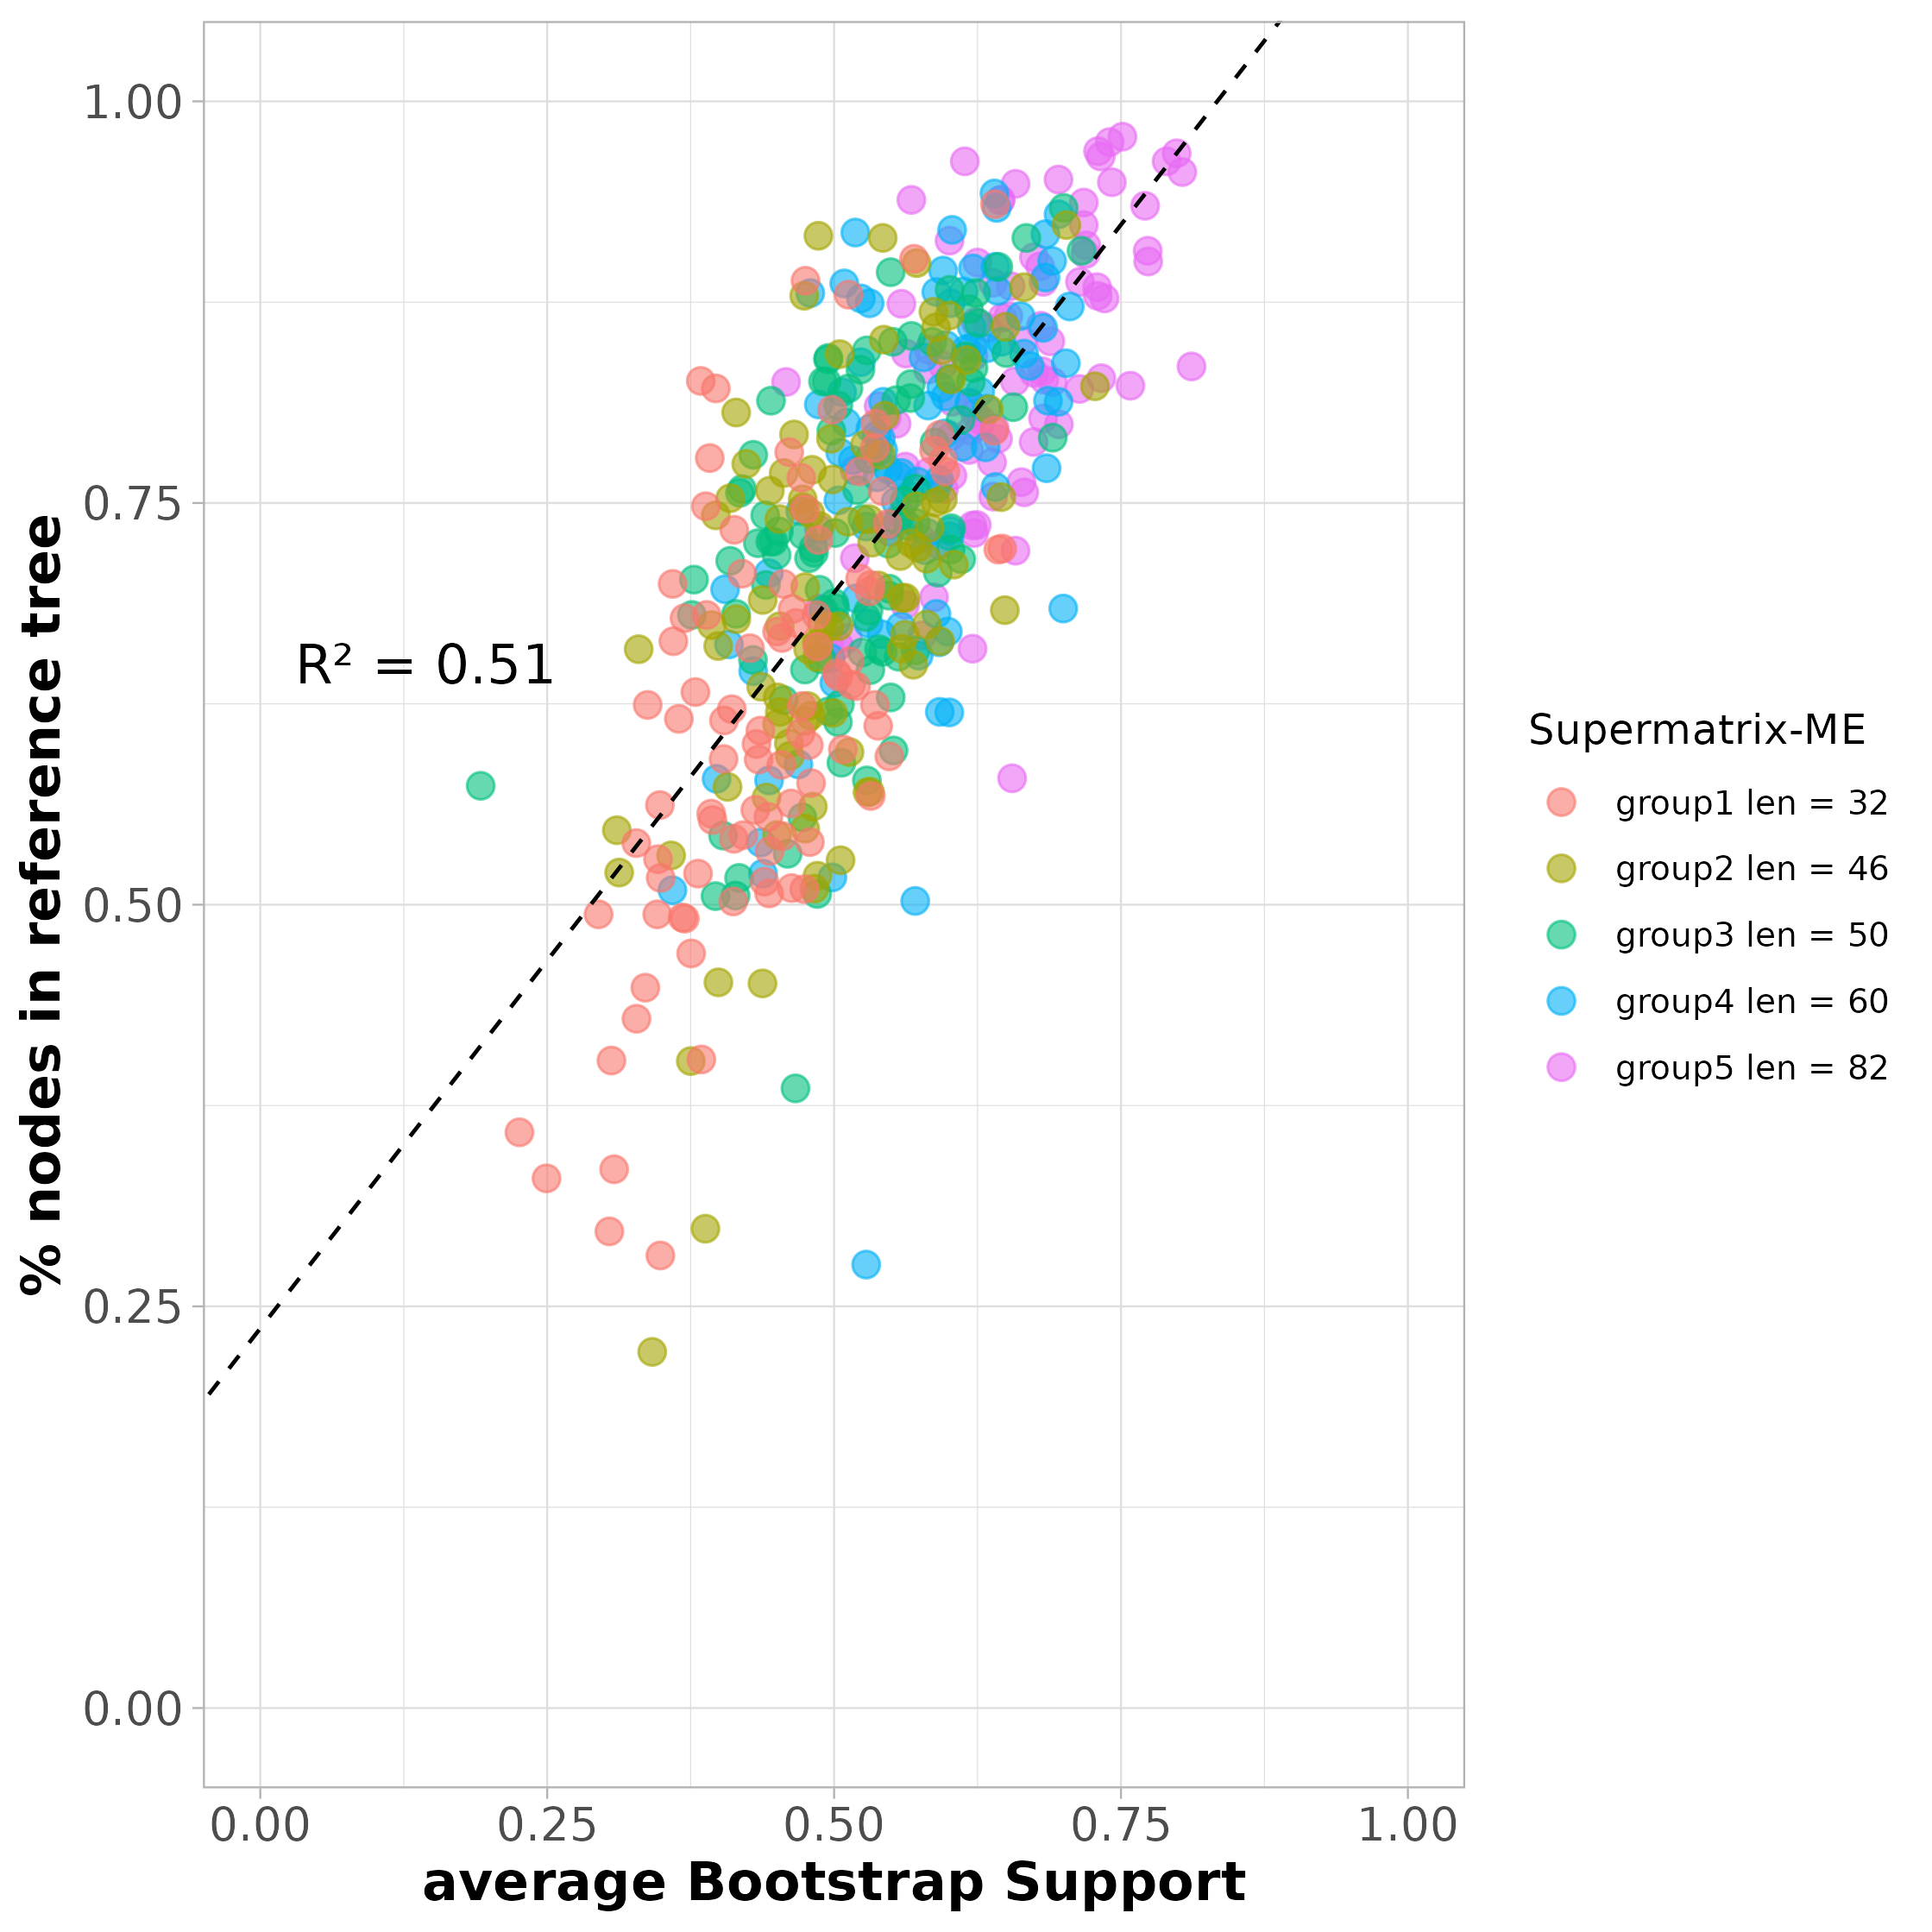 1.00
0.75
0.50
0.25
0.00
% nodes in reference tree
R² = 0.51
0.00 0.25 0.50 0.75 1.00
average Bootstrap Support
Supermatrix-ME
group1 len = 32
group2 len = 46
group3 len = 50
group4 len = 60
group5 len = 82